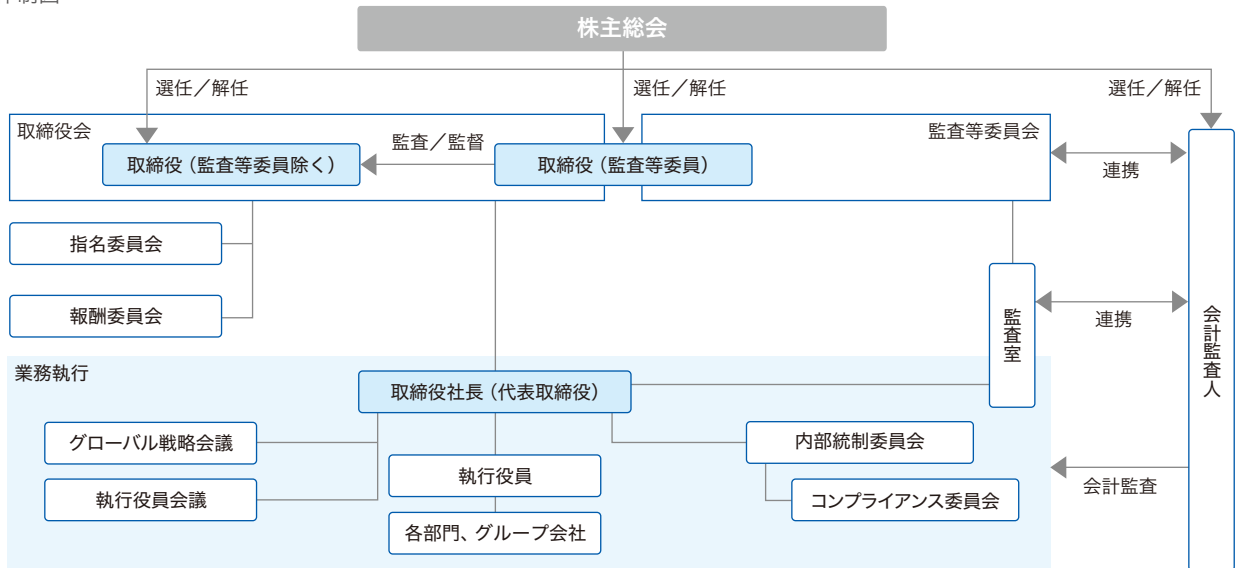 株主総会
選任／解任
選任／解任
選任／解任
取締役会
監査等委員会
取締役（監査等委員除く）
監査／監督
取締役（監査等委員）
連携
指名委員会
報酬委員会
監査室
連携
会計監査人
業務執行
取締役社長（代表取締役）
グローバル戦略会議
内部統制委員会
執行役員
執行役員会議
コンプライアンス委員会
会計監査
各部門、グループ会社